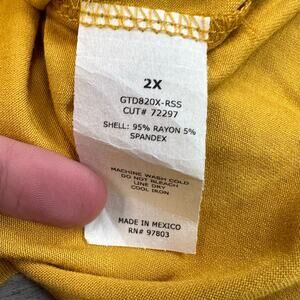 2X
GTD820X-RSS
CUT# 72297
SHELL: 95% RAYON 5%
SPANDEX
MACHINE WASH COLD
DO NOT BLEACH
LINE DRY
COOL IRON
MADE IN MEXICO
RN# 97803